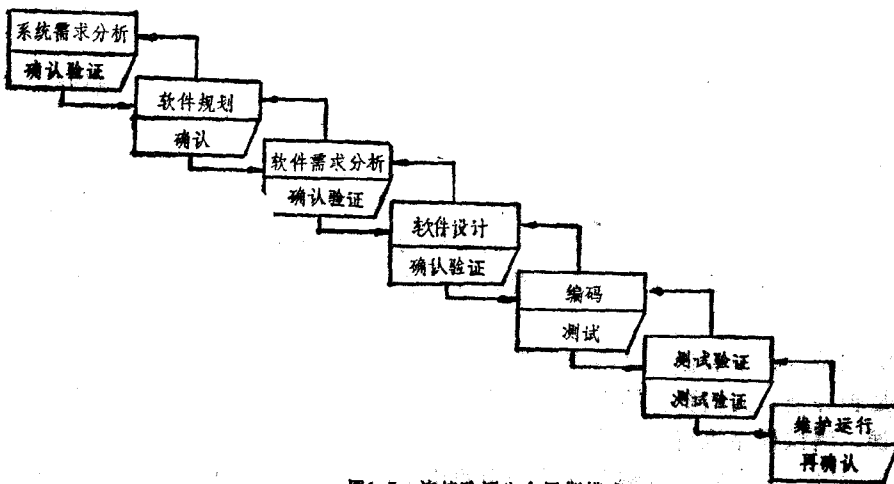 系统需求分析
确认验证
软件规划
确认
软件需求分析
确认验证
软件设计
确认验证
编码
测试
测试验证
测试验证
维护运行
再确认